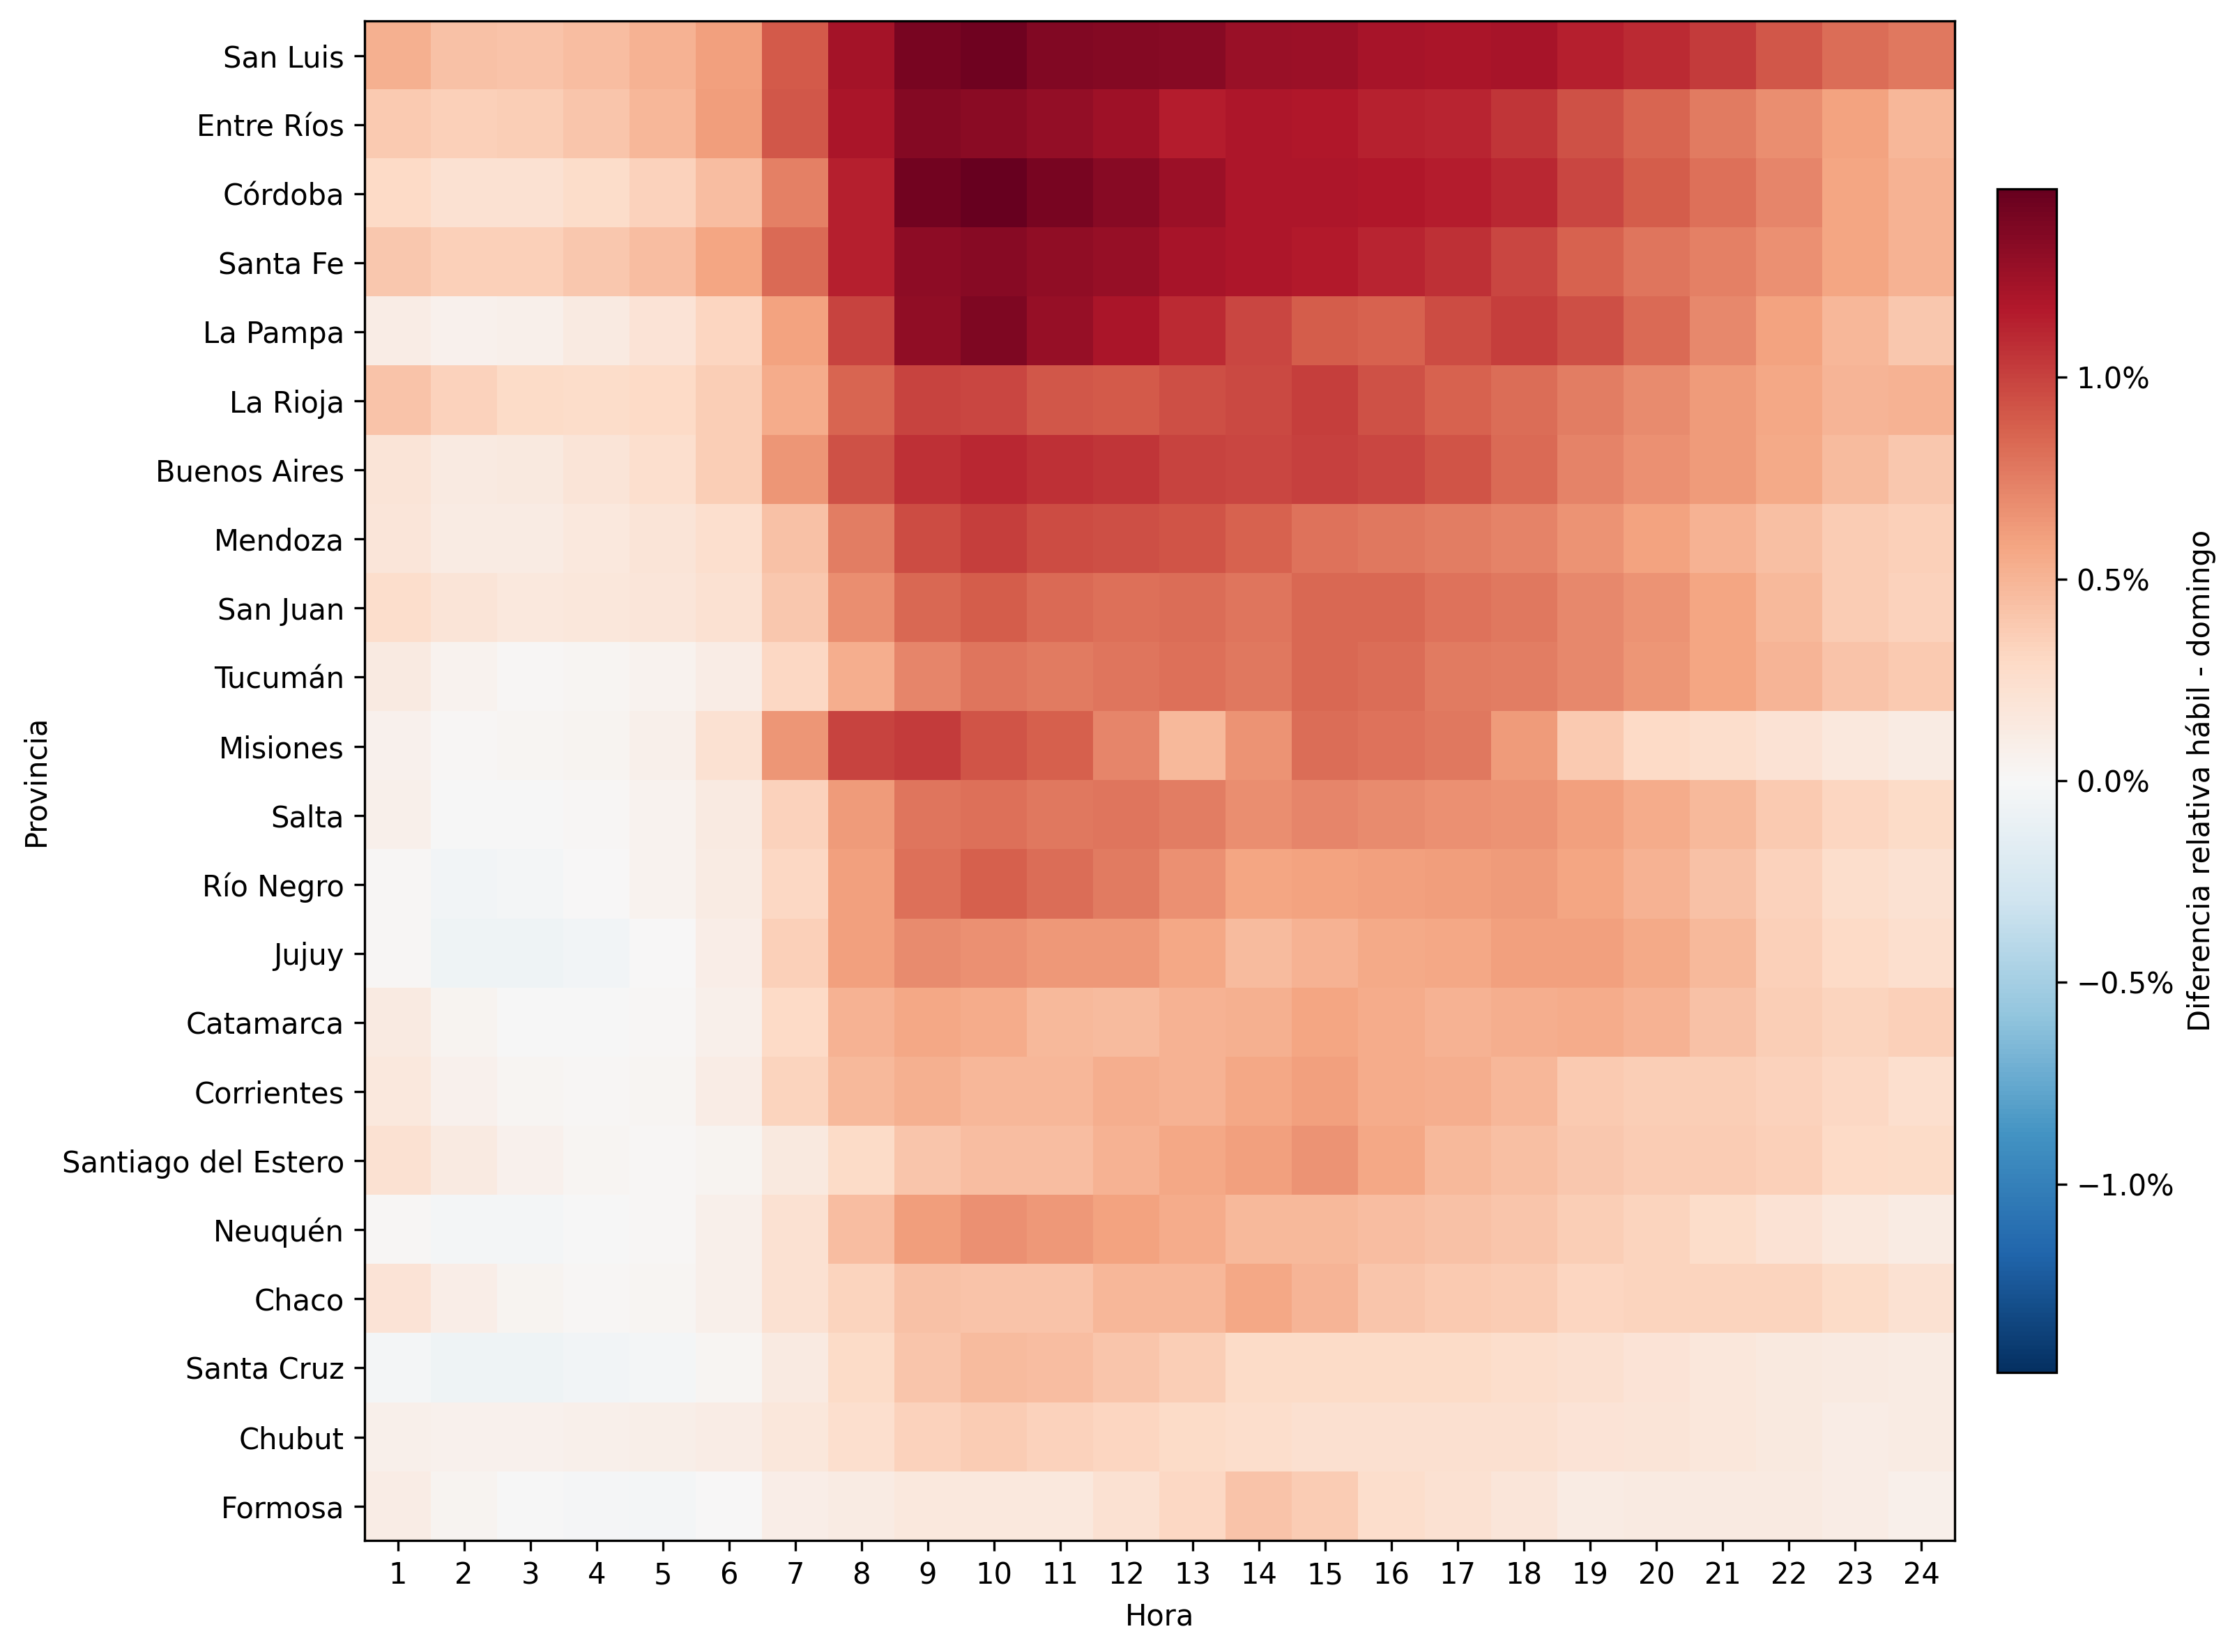 San Luis
Entre Ríos
Córdoba
Santa Fe
La Pampa
La Rioja
Buenos Aires
Mendoza
San Juan
Tucumán
Misiones
Salta
Río Negro
Jujuy
Catamarca
Corrientes
Santiago del Estero
Neuquén
Chaco
Santa Cruz
Chubut
Formosa
Provincia
1 2 3 4 5 6 7 8 9 10 11 12 13 14 15 16 17 18 19 20 21 22 23 24
Hora
1.0%
0.5%
0.0%
−0.5%
−1.0%
Diferencia relativa hábil - domingo